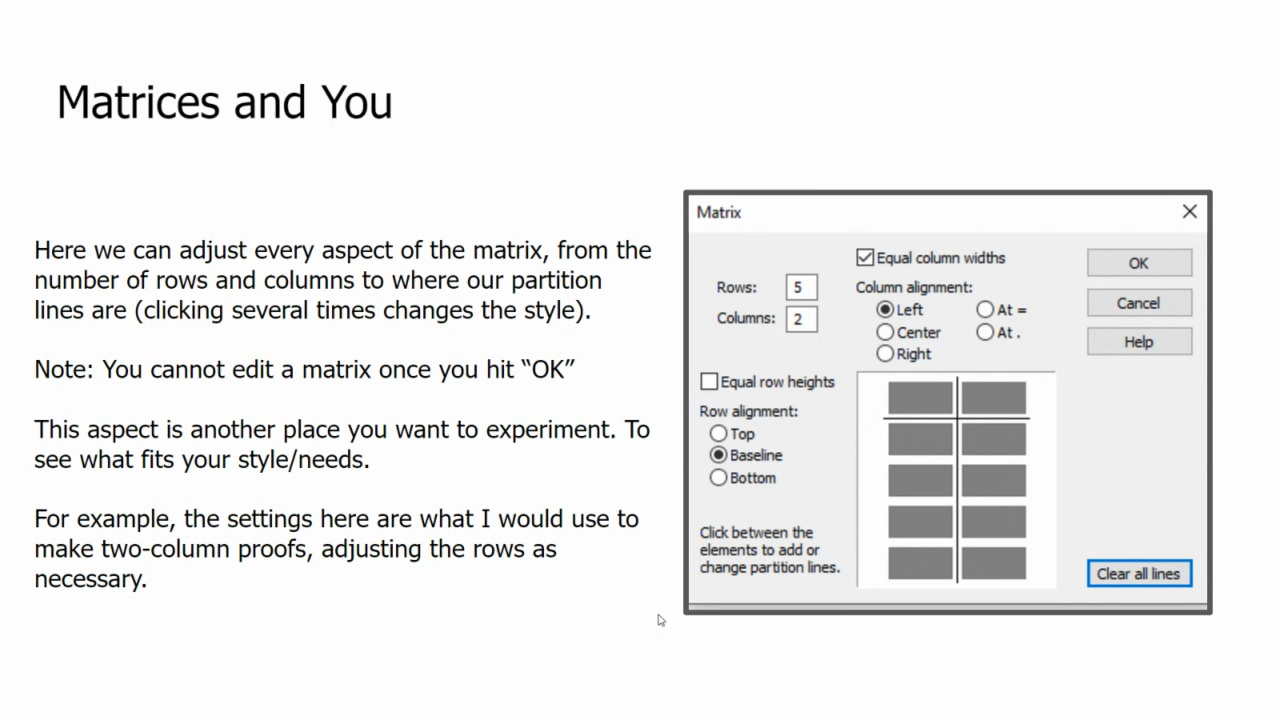 Matrices and You
Here we can adjust every aspect of the matrix, from the
number of rows and columns to where our partition
lines are (clicking several times changes the style).
Note: You cannot edit a matrix once you hit “OK”
This aspect is another place you want to experiment. To
see what fits your style/needs.
For example, the settings here are what I would use to
make two-column proofs, adjusting the rows as
necessary.
Matrix
Rows: 5
Columns: 2
Equal column widths
Column alignment:
Left
At =
Center
At .
Right
OK
Cancel
Help
Equal row heights
Row alignment:
Top
Baseline
Bottom
Click between the
elements to add or
change partition lines.
Clear all lines